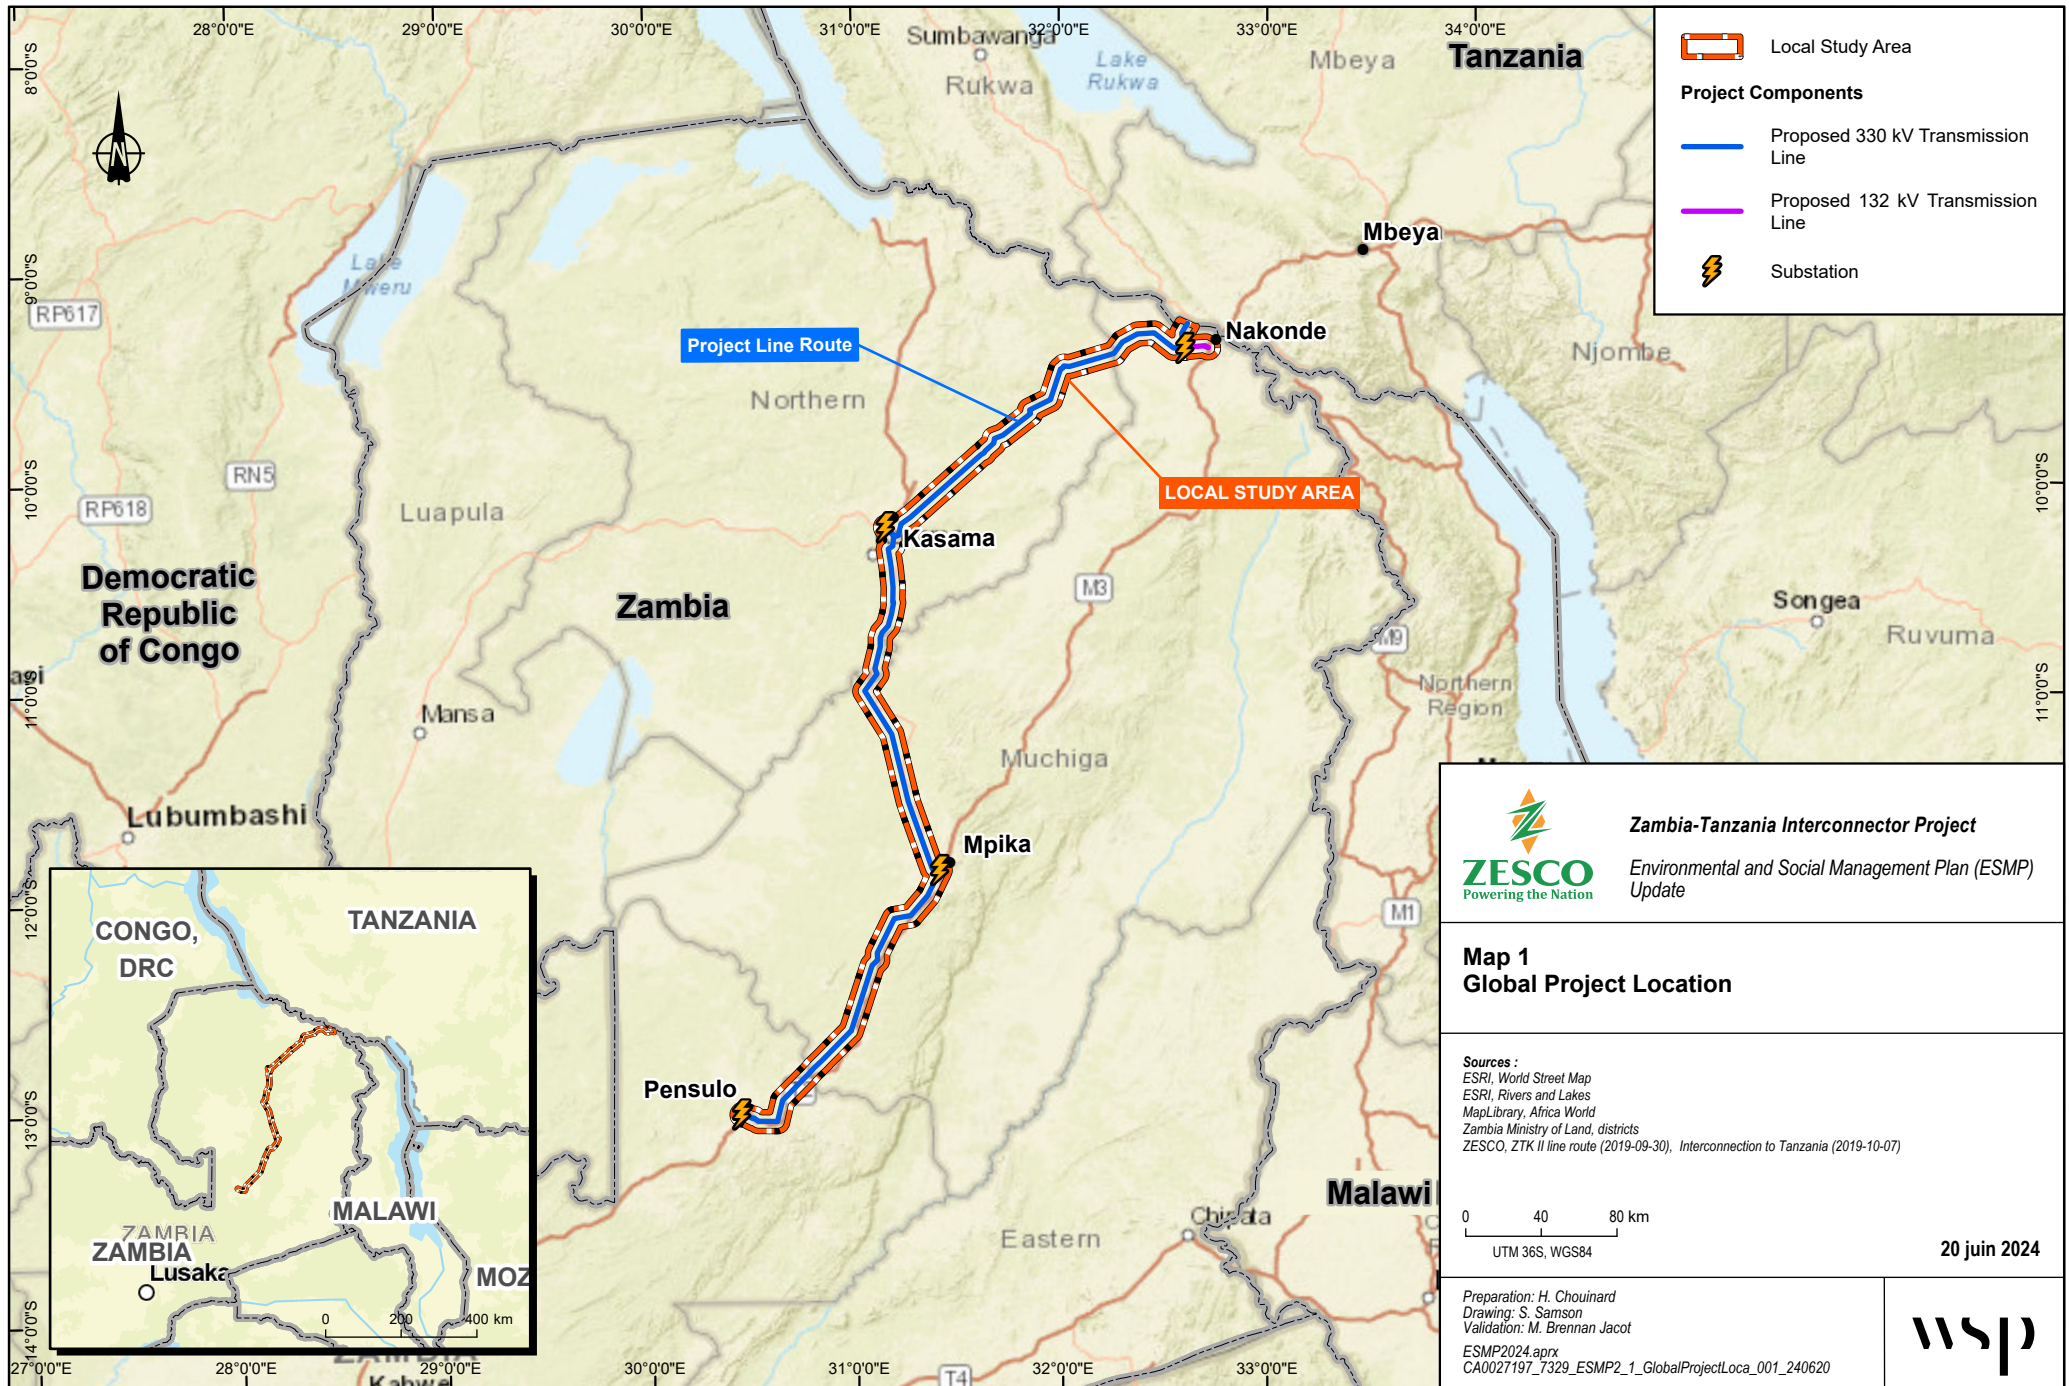 28°0'0"E
29°0'0"E
30°0'0"E
31°0'0"E
32°0'0"E
33°0'0"E
34°0'0"E
8°0'0"S
9°0'0"S
10°0'0"S
11°0'0"S
12°0'0"S
13°0'0"S
14°0'0"S
10°0'0"S
11°0'0"S
N
Sumbawanga
Rukwa
Lake
Rukwa
Mbeya
Tanzania
Local Study Area
Project Components
Proposed 330 kV Transmission
Line
Proposed 132 kV Transmission
Line
Substation
Lake
Mweru
Mbeya
RP617
Project Line Route
Nakonde
Njombe
Northern
RN5
RP618
Luapula
LOCAL STUDY AREA
Kasama
Democratic
Republic
of Congo
Zambia
M3
Songea
M9
Ruvuma
Northern
Region
Mansa
Muchiga
Lubumbashi
Mpika
M1
Pensulo
Malawi
Chipata
Eastern
T4
CONGO,
DRC
TANZANIA
MALAWI
ZAMBIA
ZAMBIA
Lusaka
MOZ
0 200 400 km
27°0'0"E
28°0'0"E
29°0'0"E
30°0'0"E
31°0'0"E
32°0'0"E
33°0'0"E
ZESCO
Powering the Nation
Zambia-Tanzania Interconnector Project
Environmental and Social Management Plan (ESMP)
Update
Map 1
Global Project Location
Sources :
ESRI, World Street Map
ESRI, Rivers and Lakes
MapLibrary, Africa World
Zambia Ministry of Land, districts
ZESCO, ZTK II line route (2019-09-30), Interconnection to Tanzania (2019-10-07)
0 40 80 km
UTM 36S, WGS84
20 juin 2024
Preparation: H. Chouinard
Drawing: S. Samson
Validation: M. Brennan Jacot
ESMP2024.aprx
CA0027197_7329_ESMP2_1_GlobalProjectLoca_001_240620
wsp